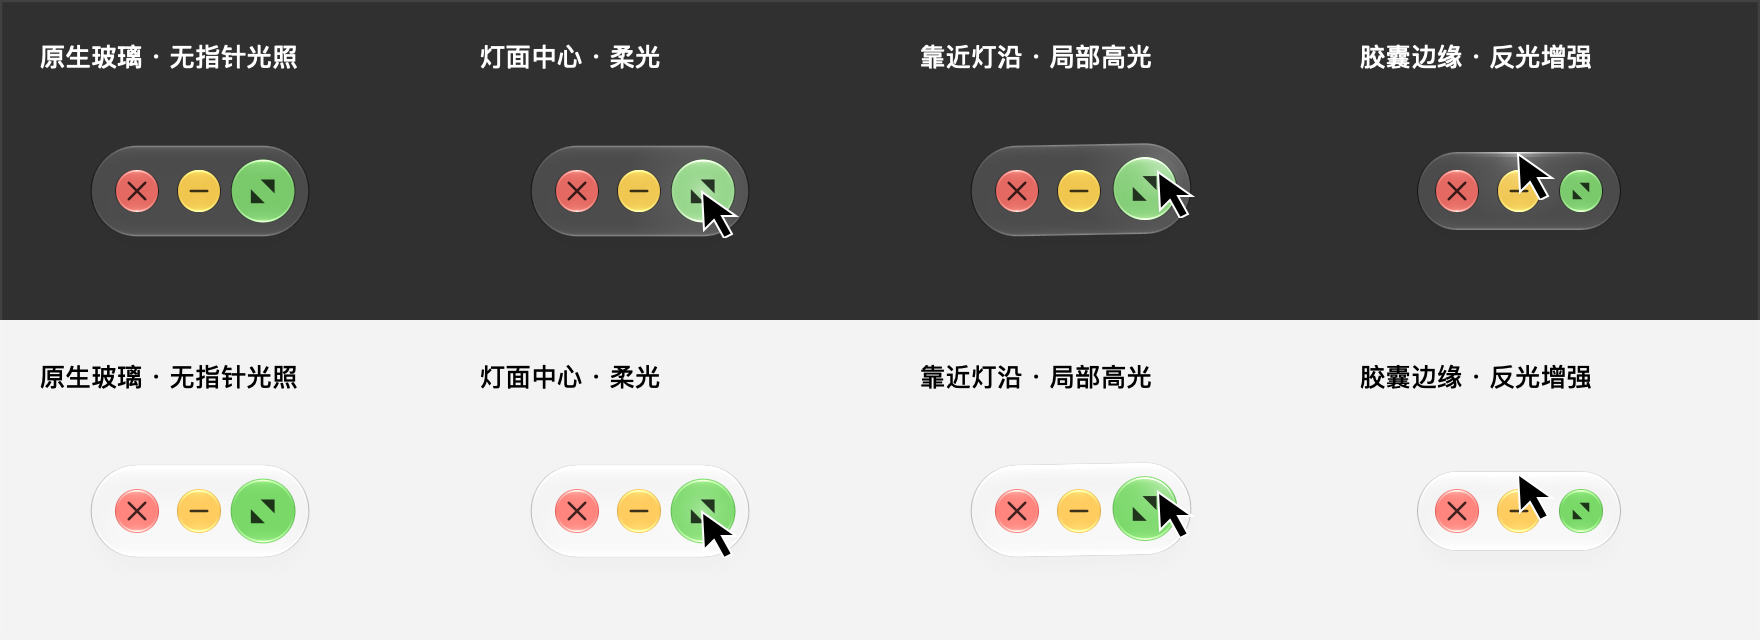 原生玻璃 · 无指针光照
灯面中心 · 柔光
靠近灯沿 · 局部高光
胶囊边缘 · 反光增强
原生玻璃 · 无指针光照
灯面中心 · 柔光
靠近灯沿 · 局部高光
胶囊边缘 · 反光增强